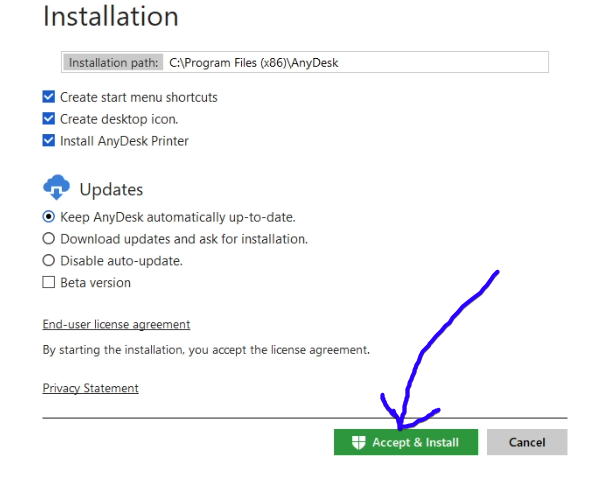 Installation
Installation path: C:\Program Files (x86)\AnyDesk
Create start menu shortcuts
Create desktop icon.
Install AnyDesk Printer
Updates
Keep AnyDesk automatically up-to-date.
Download updates and ask for installation.
Disable auto-update.
Beta version
End-user license agreement
By starting the installation, you accept the license agreement.
Privacy Statement
Accept & Install Cancel